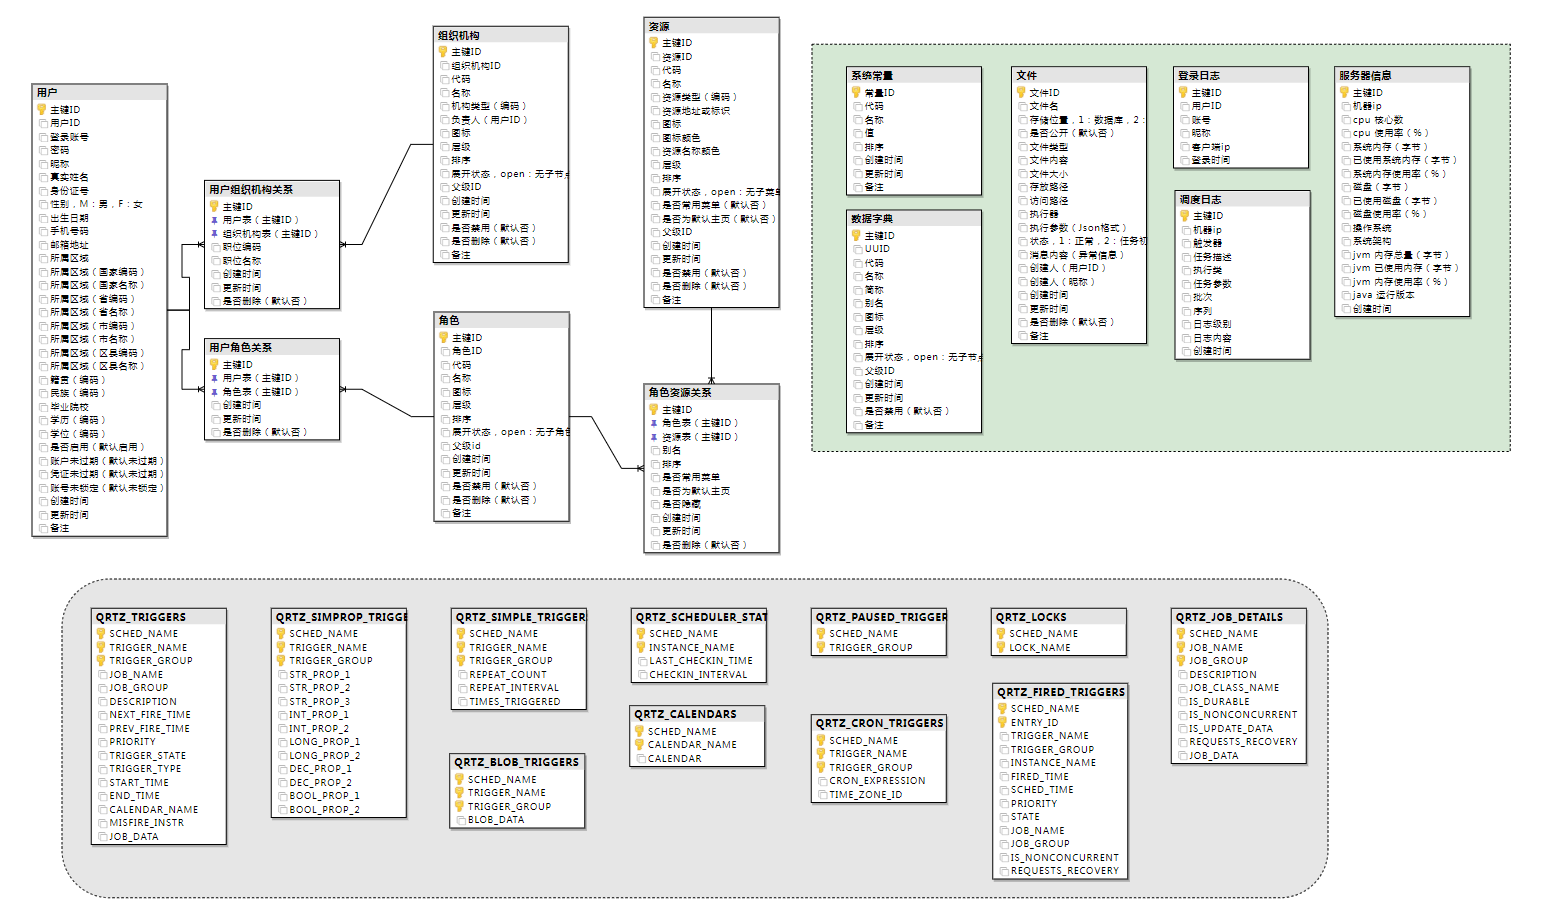 用户
主键ID
用户ID
登录账号
密码
昵称
真实姓名
身份证号
性别，M：男，F：女
出生日期
手机号码
邮箱地址
所属区域
所属区域（国家编码）
所属区域（国家名称）
所属区域（省编码）
所属区域（省名称）
所属区域（市编码）
所属区域（市名称）
所属区域（区县编码）
所属区域（区县名称）
籍贯（编码）
民族（编码）
毕业院校
学历（编码）
学位（编码）
是否启用（默认启用）
账户未过期（默认未过期）
凭证未过期（默认未过期）
账号未锁定（默认未锁定）
创建时间
更新时间
备注
用户组织机构关系
主键ID
用户表（主键ID）
组织机构表（主键ID）
职位编码
职位名称
创建时间
更新时间
是否删除（默认否）
用户角色关系
主键ID
用户表（主键ID）
角色表（主键ID）
创建时间
更新时间
是否删除（默认否）
组织机构
主键ID
组织机构ID
代码
名称
机构类型（编码）
负责人（用户ID）
图标
层级
排序
展开状态，open：无子节点
父级ID
创建时间
更新时间
是否禁用（默认否）
是否删除（默认否）
备注
角色
主键ID
角色ID
代码
名称
图标
层级
排序
展开状态，open：无子角色
父级id
创建时间
更新时间
是否禁用（默认否）
是否删除（默认否）
备注
资源
主键ID
资源ID
代码
名称
资源类型（编码）
资源地址或标识
图标
图标颜色
资源名称颜色
层级
排序
展开状态，open：无子菜单
是否常用菜单（默认否）
是否为默认主页（默认否）
父级ID
创建时间
更新时间
是否禁用（默认否）
是否删除（默认否）
备注
角色资源关系
主键ID
角色表（主键ID）
资源表（主键ID）
别名
排序
是否常用菜单
是否为默认主页
是否隐藏
创建时间
更新时间
是否删除（默认否）
系统常量
常量ID
代码
名称
值
排序
创建时间
更新时间
备注
数据字典
主键ID
UUID
代码
名称
简称
别名
图标
层级
排序
展开状态，open：无子节点
父级ID
创建时间
更新时间
是否禁用（默认否）
备注
文件
文件ID
文件名
存储位置，1：数据库，2：
是否公开（默认否）
文件类型
文件内容
文件大小
存放路径
访问路径
执行器
执行参数（Json格式）
状态，1：正常，2：任务初
消息内容（异常信息）
创建人（用户ID）
创建人（昵称）
创建时间
更新时间
是否删除（默认否）
备注
登录日志
主键ID
用户ID
账号
昵称
客户端ip
登录时间
调度日志
主键ID
机器ip
触发器
任务描述
执行类
任务参数
批次
序列
日志级别
日志内容
创建时间
服务器信息
主键ID
机器ip
cpu 核心数
cpu 使用率（%）
系统内存（字节）
已使用系统内存（字节）
系统内存使用率（%）
磁盘（字节）
已使用磁盘（字节）
磁盘使用率（%）
操作系统
系统架构
jvm 内存总量（字节）
jvm 已使用内存（字节）
jvm 内存使用率（%）
java 运行版本
创建时间
QRTZ_TRIGGERS
SCHED_NAME
TRIGGER_NAME
TRIGGER_GROUP
JOB_NAME
JOB_GROUP
DESCRIPTION
NEXT_FIRE_TIME
PREV_FIRE_TIME
PRIORITY
TRIGGER_STATE
TRIGGER_TYPE
START_TIME
END_TIME
CALENDAR_NAME
MISFIRE_INSTR
JOB_DATA
QRTZ_SIMPROP_TRIGGE
SCHED_NAME
TRIGGER_NAME
TRIGGER_GROUP
STR_PROP_1
STR_PROP_2
STR_PROP_3
INT_PROP_1
INT_PROP_2
LONG_PROP_1
LONG_PROP_2
DEC_PROP_1
DEC_PROP_2
BOOL_PROP_1
BOOL_PROP_2
QRTZ_SIMPLE_TRIGGER
SCHED_NAME
TRIGGER_NAME
TRIGGER_GROUP
REPEAT_COUNT
REPEAT_INTERVAL
TIMES_TRIGGERED
QRTZ_BLOB_TRIGGERS
SCHED_NAME
TRIGGER_NAME
TRIGGER_GROUP
BLOB_DATA
QRTZ_SCHEDULER_STAT
SCHED_NAME
INSTANCE_NAME
LAST_CHECKIN_TIME
CHECKIN_INTERVAL
QRTZ_CALENDARS
SCHED_NAME
CALENDAR_NAME
CALENDAR
QRTZ_PAUSED_TRIGGER
SCHED_NAME
TRIGGER_GROUP
QRTZ_CRON_TRIGGERS
SCHED_NAME
TRIGGER_NAME
TRIGGER_GROUP
CRON_EXPRESSION
TIME_ZONE_ID
QRTZ_LOCKS
SCHED_NAME
LOCK_NAME
QRTZ_FIRED_TRIGGERS
SCHED_NAME
ENTRY_ID
TRIGGER_NAME
TRIGGER_GROUP
INSTANCE_NAME
FIRED_TIME
SCHED_TIME
PRIORITY
STATE
JOB_NAME
JOB_GROUP
IS_NONCONCURRENT
REQUESTS_RECOVERY
QRTZ_JOB_DETAILS
SCHED_NAME
JOB_NAME
JOB_GROUP
DESCRIPTION
JOB_CLASS_NAME
IS_DURABLE
IS_NONCONCURRENT
IS_UPDATE_DATA
REQUESTS_RECOVERY
JOB_DATA